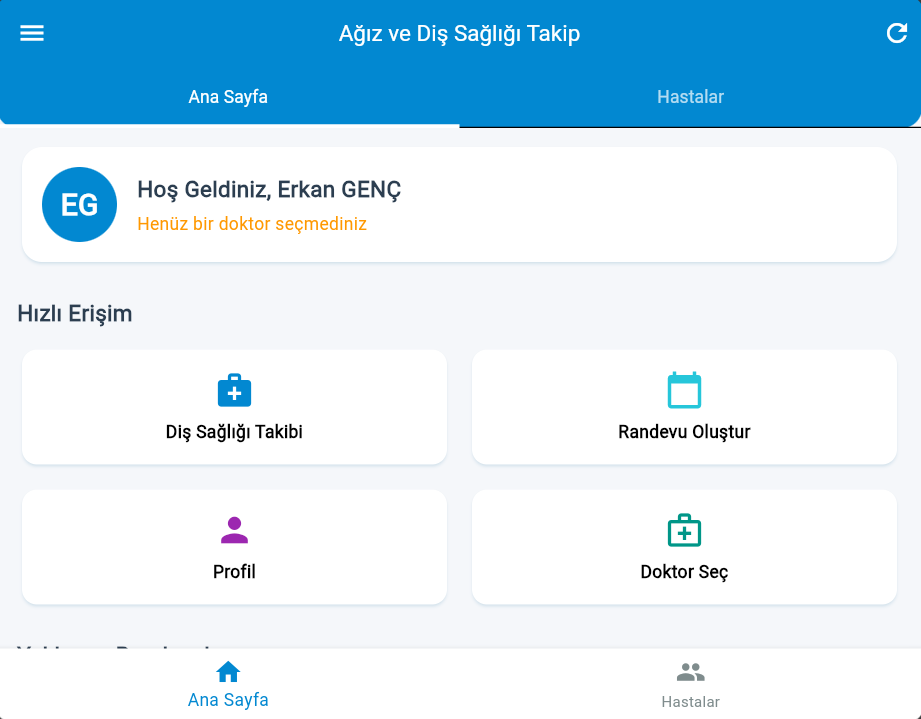 Ağız ve Diş Sağlığı Takip
Ana Sayfa
Hastalar
EG
Hoş Geldiniz, Erkan GENÇ
Henüz bir doktor seçmediniz
Hızlı Erişim
Diş Sağlığı Takibi
Randevu Oluştur
Profil
Doktor Seç
Ana Sayfa
Hastalar